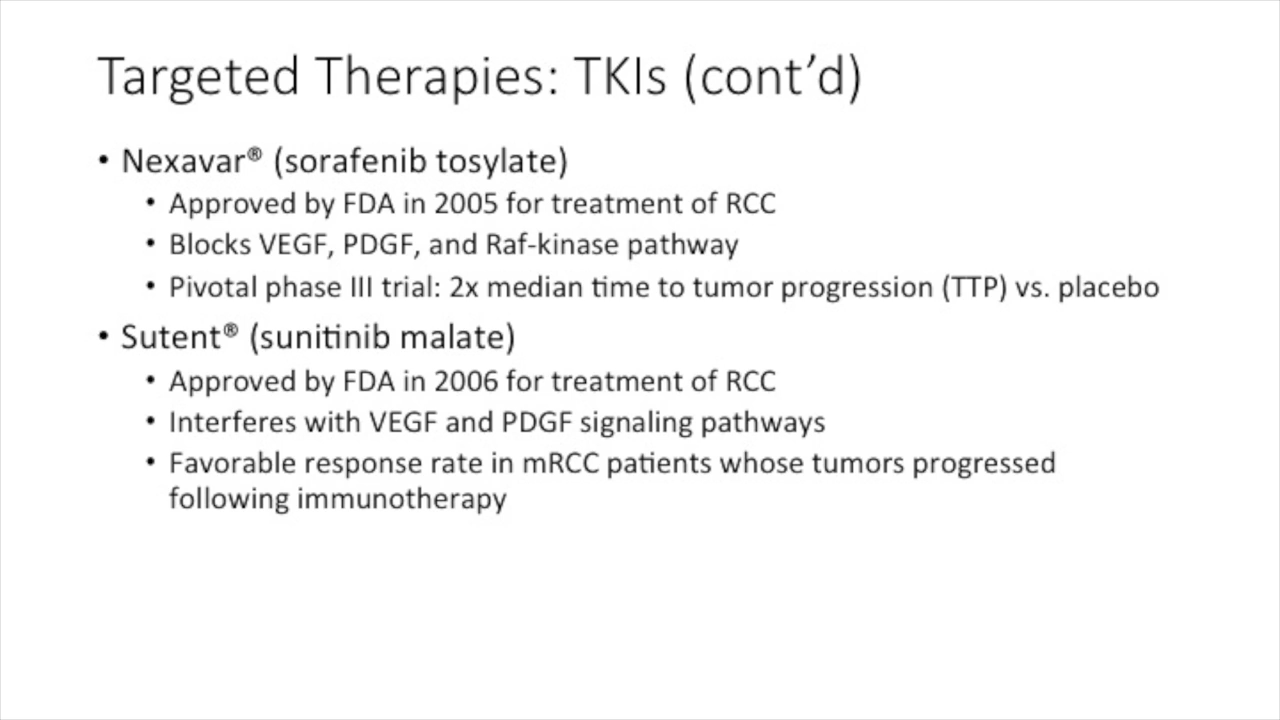 Targeted Therapies: TKIs (cont’d)
• Nexavar® (sorafenib tosylate)
• Approved by FDA in 2005 for treatment of RCC
• Blocks VEGF, PDGF, and Raf-kinase pathway
• Pivotal phase III trial: 2x median time to tumor progression (TTP) vs. placebo
• Sutent® (sunitinib malate)
• Approved by FDA in 2006 for treatment of RCC
• Interferes with VEGF and PDGF signaling pathways
• Favorable response rate in mRCC patients whose tumors progressed
following immunotherapy